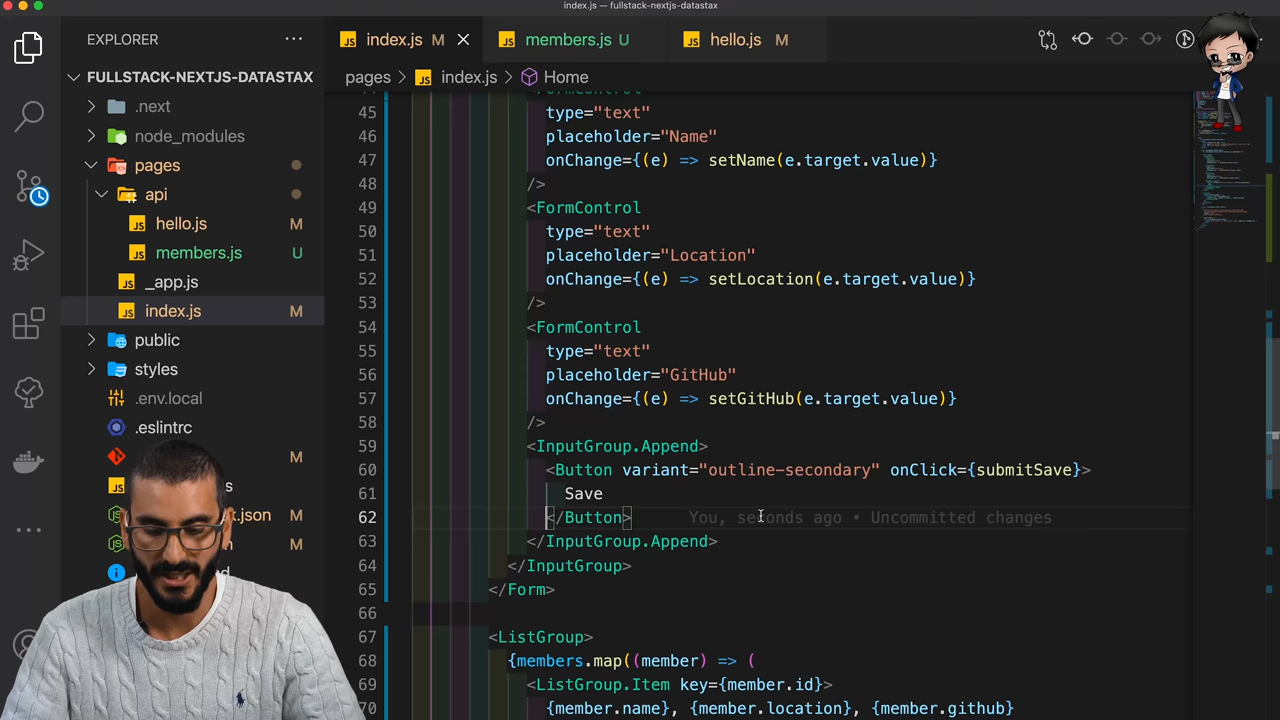 index.js — fullstack-nextjs-datastax
EXPLORER
index.js M
members.js U
hello.js M
FULLSTACK-NEXTJS-DATASTAX
pages > index.js > Home
.next
node_modules
pages
api
hello.js M
members.js U
_app.js
index.js M
public
styles
.env.local
.eslintrc
M
M
M
45 type="text"
46 placeholder="Name"
47 onChange={(e) => setName(e.target.value)}
48 />
49 <FormControl
50 type="text"
51 placeholder="Location"
52 onChange={(e) => setLocation(e.target.value)}
53 />
54 <FormControl
55 type="text"
56 placeholder="GitHub"
57 onChange={(e) => setGitHub(e.target.value)}
58 />
59 <InputGroup.Append>
60 <Button variant="outline-secondary" onClick={submitSave}>
61 Save
62 </Button> You, seconds ago • Uncommitted changes
63 </InputGroup.Append>
64 </InputGroup>
65 </Form>
66
67 <ListGroup>
68 {members.map((member) => (
69 <ListGroup.Item key={member.id}>
70 {member.name}, {member.location}, {member.github}